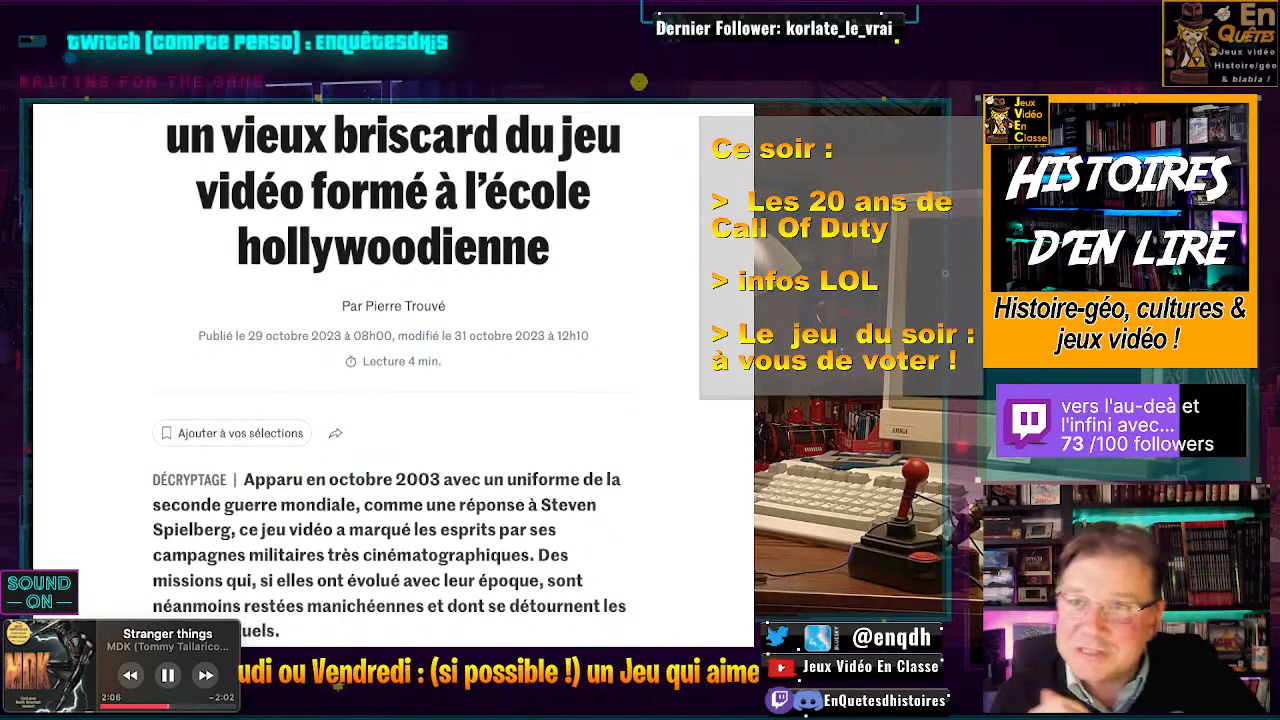 twitch (compte perso) : EnQuêtesdHis
Dernier Follower: korlate_le_vrai
En
QUÊTES
Jeux vidéo
Histoire/géo
& blabla !
WAITING FOR THE GAME
CHAT
un vieux briscard du jeu
vidéo formé à l'école
hollywoodienne
Par Pierre Trouvé
Publié le 29 octobre 2023 à 08h00, modifié le 31 octobre 2023 à 12h10
Lecture 4 min.
Ajouter à vos sélections
DÉCRYPTAGE | Apparu en octobre 2003 avec un uniforme de la
seconde guerre mondiale, comme une réponse à Steven
Spielberg, ce jeu vidéo a marqué les esprits par ses
campagnes militaires très cinématographiques. Des
missions qui, si elles ont évolué avec leur époque, sont
néanmoins restées manichéennes et dont se détournent les
uels.
Ce soir :
> Les 20 ans de
Call Of Duty
> infos LOL
> Le jeu du soir :
à vous de voter !
AMIGA
Jeux
Vidéo
En
Classe
HISTOIRES
D'EN LIRE
Histoire-géo, cultures &
jeux vidéo !
vers l'au-deà et
l'infini avec...
73 /100 followers
SOUND
ON
MDK
Stranger things
MDK (Tommy Tallarico...
2:06
-2:02
udi ou Vendredi : (si possible !) un Jeu qui aime
BLUESKY
@enqdh
Jeux Vidéo En Classe
EnQuetesdhistoires